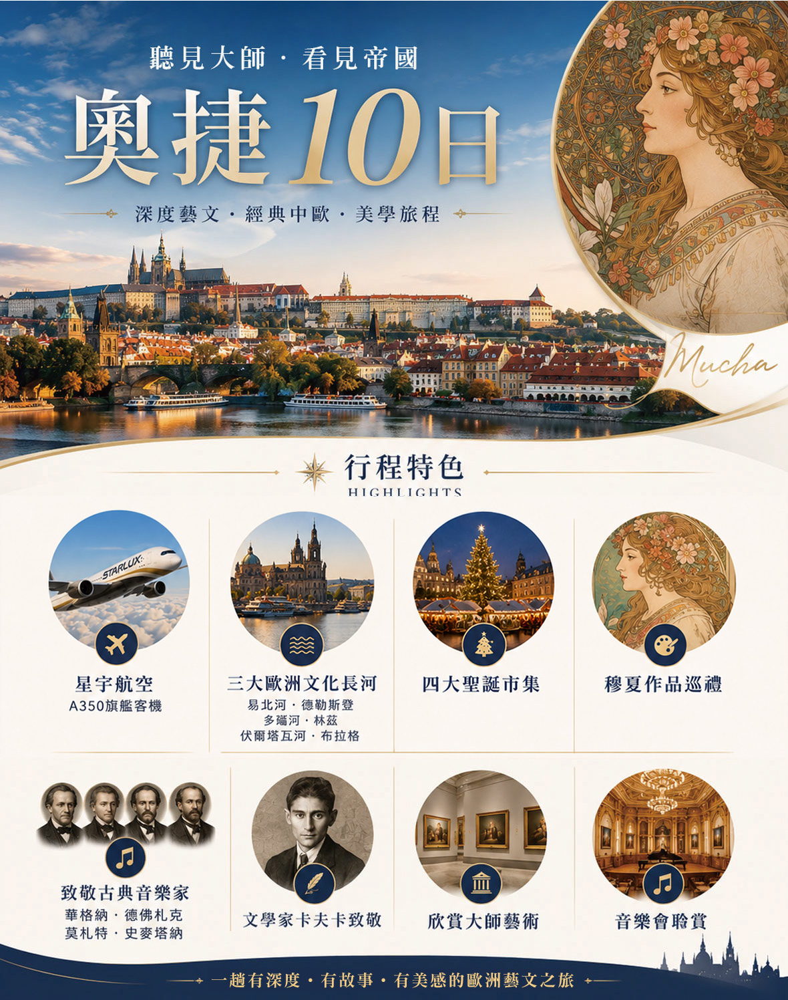 聽見大師·看見帝國
奧捷10日
深度藝文·經典中歐·美學旅程
Mucha
行程特色
HIGHLIGHTS
STARLUX
星宇航空
A350旗艦客機
三大歐洲文化長河
易北河·德勒斯登
多瑙河·林茲
伏爾塔瓦河·布拉格
四大聖誕市集
穆夏作品巡禮
致敬古典音樂家
華格納·德佛札克
莫札特·史麥塔納
文學家卡夫卡致敬
欣賞大師藝術
音樂會聆賞
一趟有深度·有故事·有美感的歐洲藝文之旅